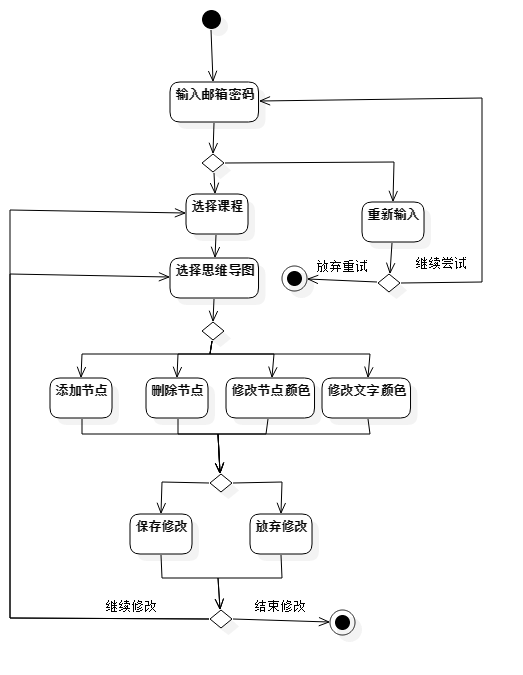 输入邮箱密码
选择课程
重新输入
选择思维导图
放弃重试
继续尝试
添加节点
删除节点
修改节点颜色
修改文字颜色
保存修改
放弃修改
继续修改
结束修改